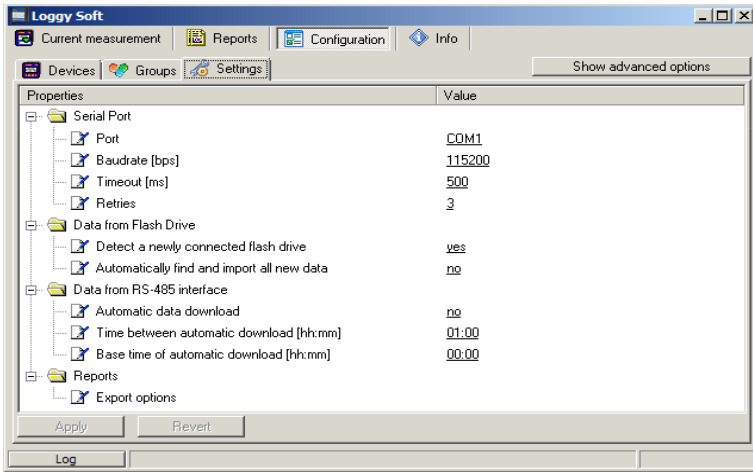 Loggy Soft
Current measurement Reports Configuration Info
Devices Groups Settings Show advanced options
Properties Value
Serial Port
Port COM1
Baudrate [bps] 115200
Timeout [ms] 500
Retries 3
Data from Flash Drive
Detect a newly connected flash drive yes
Automatically find and import all new data no
Data from RS-485 interface
Automatic data download no
Time between automatic download [hh:mm] 01:00
Base time of automatic download [hh:mm] 00:00
Reports
Export options
Apply Revert
Log